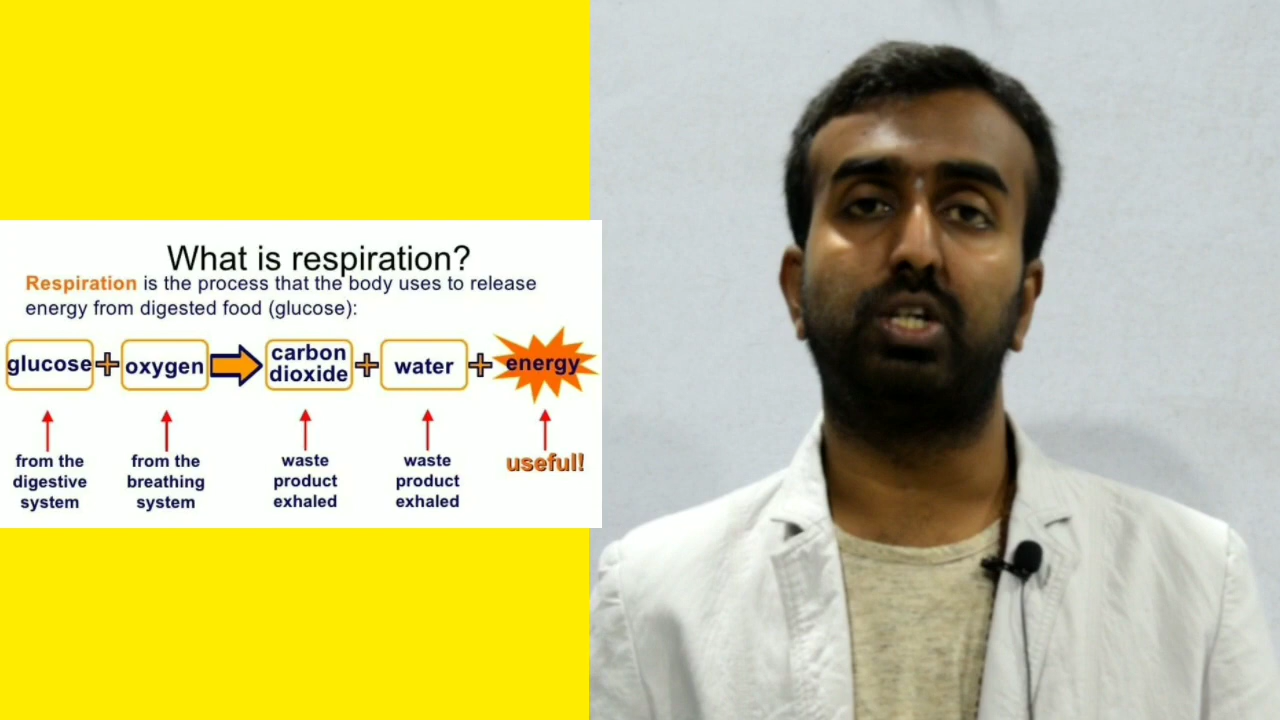 What is respiration?
Respiration is the process that the body uses to release
energy from digested food (glucose):
glucose + oxygen carbon dioxide + water + energy
from the digestive system
from the breathing system
waste product exhaled
waste product exhaled
useful!